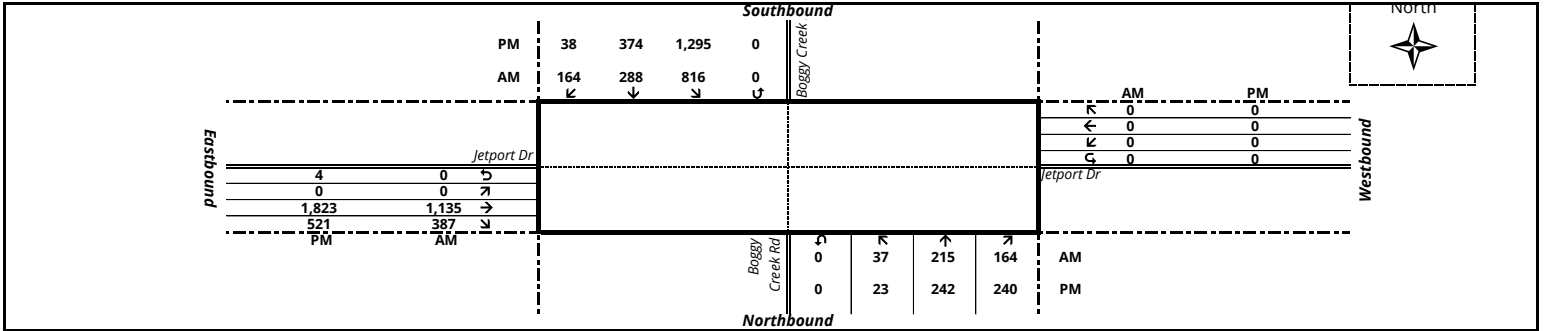 Southbound
North
PM 38 374 1,295 0
Boggy Creek
AM 164 288 816 0
↙ ↓ ↘ ↺
AM PM
↖ 0 0
← 0 0
↙ 0 0
0 0
Eastbound
Jetport Dr
Jetport Dr
Westbound
4 0
0 0 ↗
1,823 1,135 →
521 387 ↘
PM AM
Boggy
Creek Rd
↖ ↑ ↗
0 37 215 164 AM
0 23 242 240 PM
Northbound